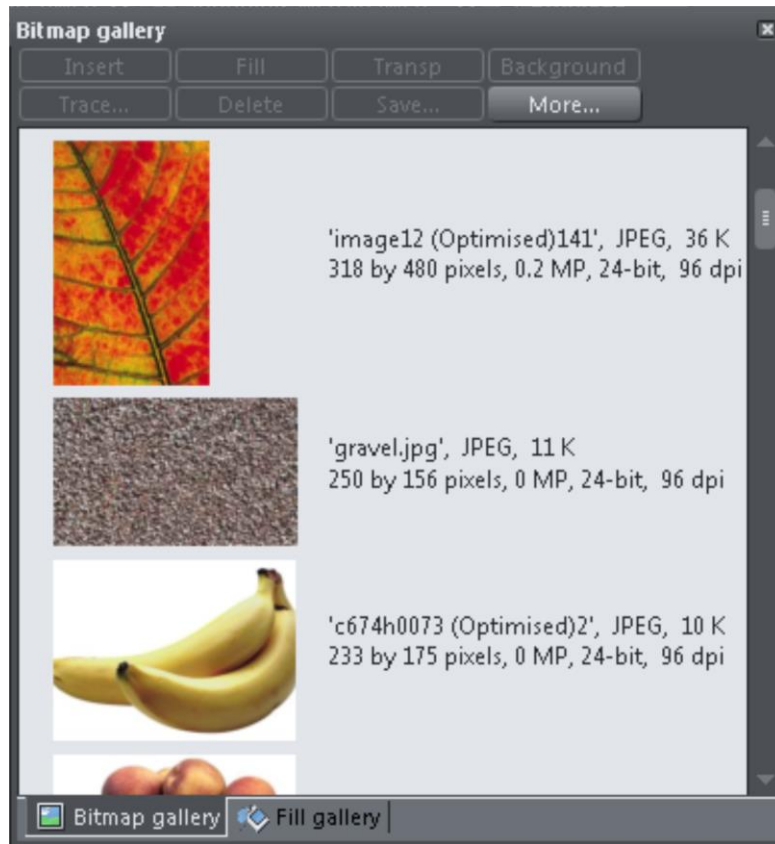 Bitmap gallery
Insert Fill Transp Background
Trace... Delete Save... More...
'image12 (Optimised)141', JPEG, 36 K
318 by 480 pixels, 0.2 MP, 24-bit, 96 dpi
'gravel.jpg', JPEG, 11 K
250 by 156 pixels, 0 MP, 24-bit, 96 dpi
'c674h0073 (Optimised)2', JPEG, 10 K
233 by 175 pixels, 0 MP, 24-bit, 96 dpi
Bitmap gallery Fill gallery